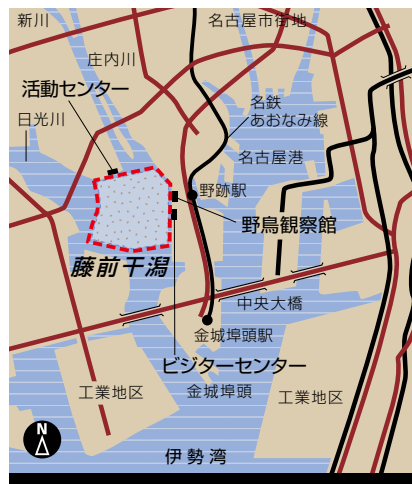 新川
名古屋市街地
庄内川
活動センター
名鉄
あおなみ線
日光川
名古屋港
野跡駅
野鳥観察館
藤前干潟
中央大橋
金城埠頭駅
ビジターセンター
工業地区
金城埠頭
工業地区
N
伊勢湾